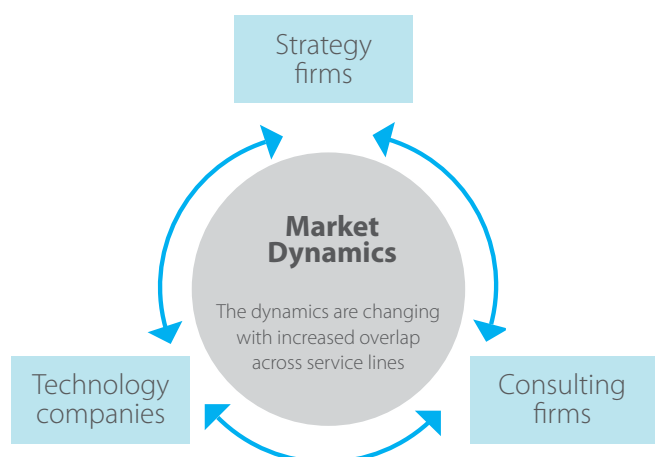 Strategy
firms
Market
Dynamics
The dynamics are changing
with increased overlap
across service lines
Technology
companies
Consulting
firms